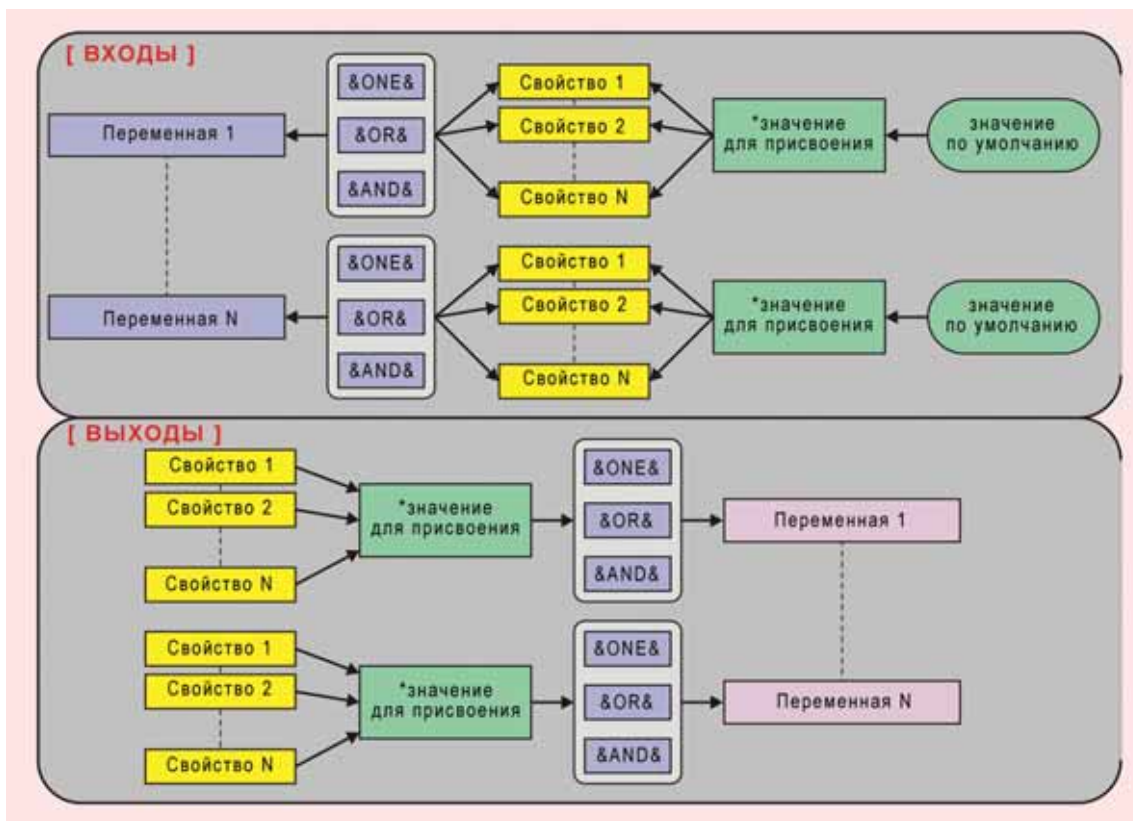 [ ВХОДЫ ]
Переменная 1
&ONE&
&OR&
&AND&
Свойство 1
Свойство 2
Свойство N
*значение
для присвоения
значение
по умолчанию
Переменная N
&ONE&
&OR&
&AND&
Свойство 1
Свойство 2
Свойство N
*значение
для присвоения
значение
по умолчанию
[ ВЫХОДЫ ]
Свойство 1
Свойство 2
Свойство N
*значение
для присвоения
&ONE&
&OR&
&AND&
Переменная 1
Свойство 1
Свойство 2
Свойство N
*значение
для присвоения
&ONE&
&OR&
&AND&
Переменная N